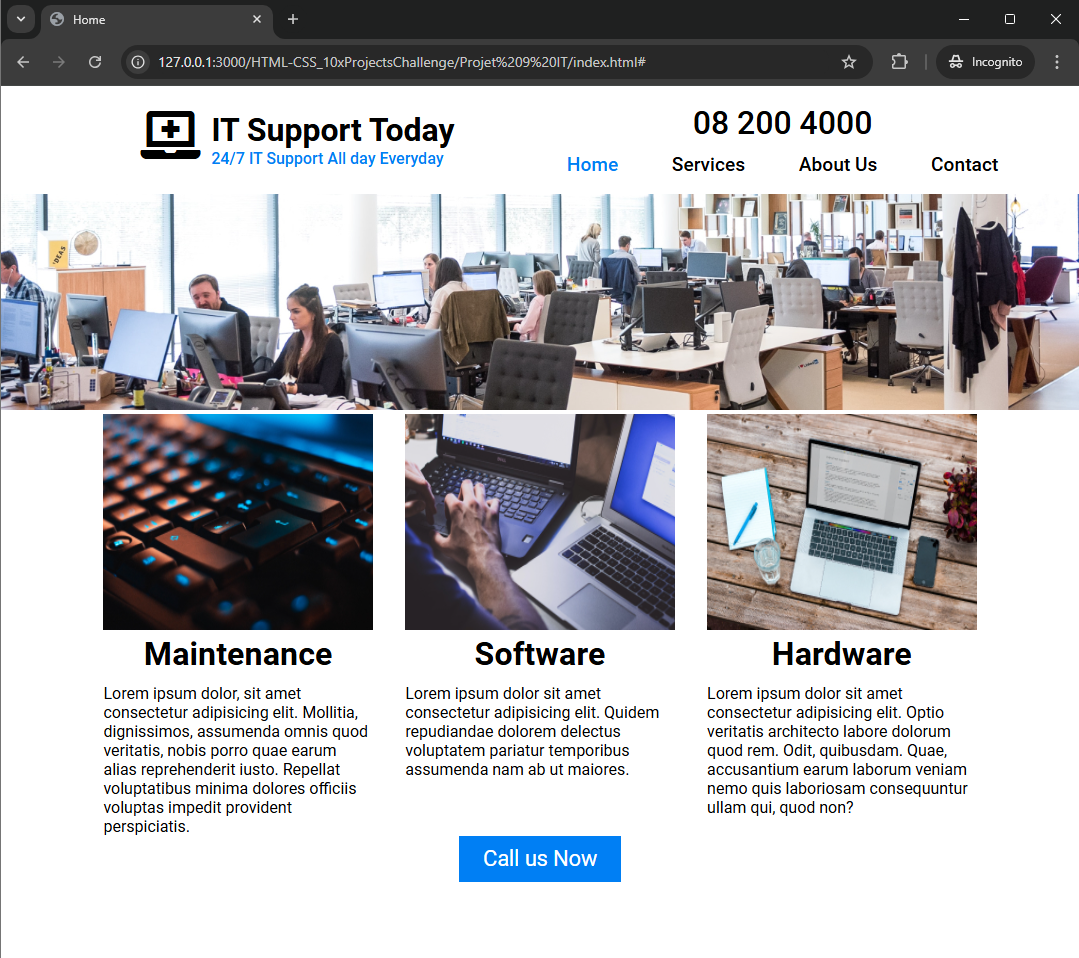 Home
127.0.0.1:3000/HTML-CSS_10xProjectsChallenge/Projet%209%20IT/index.html#
Incognito
IT Support Today
24/7 IT Support All day Everyday
08 200 4000
Home Services About Us Contact
IDEAS
Maintenance
Lorem ipsum dolor, sit amet
consectetur adipisicing elit. Mollitia,
dignissimos, assumenda omnis quod
veritatis, nobis porro quae earum
alias reprehenderit iusto. Repellat
voluptatibus minima dolores officiis
voluptas impedit provident
perspiciatis.
Software
Lorem ipsum dolor sit amet
consectetur adipisicing elit. Quidem
repudiandae dolorem delectus
voluptatem pariatur temporibus
assumenda nam ab ut maiores.
Hardware
Lorem ipsum dolor sit amet
consectetur adipisicing elit. Optio
veritatis architecto labore dolorum
quod rem. Odit, quibusdam. Quae,
accusantium earum laborum veniam
nemo quis laboriosam consequuntur
ullam qui, quod non?
Call us Now